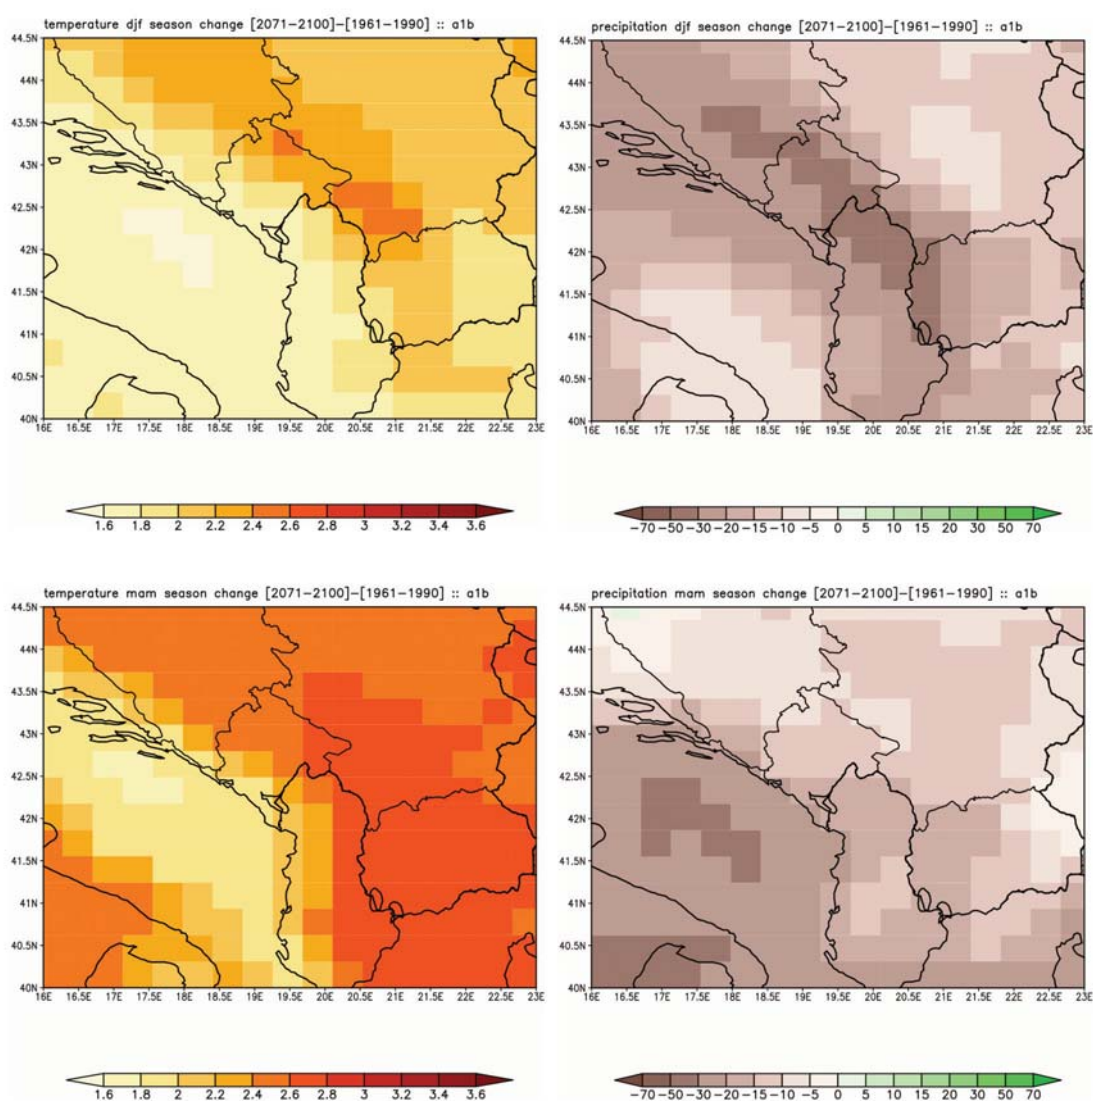 temperature djf season change [2071-2100]-[1961-1990] :: a1b
precipitation djf season change [2071-2100]-[1961-1990] :: a1b
44.5N
44N
43.5N
43N
42.5N
42N
41.5N
41N
40.5N
40N
16E 16.5E 17E 17.5E 18E 18.5E 19E 19.5E 20E 20.5E 21E 21.5E 22E 22.5E 23E
44.5N
44N
43.5N
43N
42.5N
42N
41.5N
41N
40.5N
40N
16E 16.5E 17E 17.5E 18E 18.5E 19E 19.5E 20E 20.5E 21E 21.5E 22E 22.5E 23E
1.6 1.8 2 2.2 2.4 2.6 2.8 3 3.2 3.4 3.6
-70 -50 -30 -20 -15 -10 -5 0 5 10 15 20 30 50 70
temperature mam season change [2071-2100]-[1961-1990] :: a1b
precipitation mam season change [2071-2100]-[1961-1990] :: a1b
44.5N
44N
43.5N
43N
42.5N
42N
41.5N
41N
40.5N
40N
16E 16.5E 17E 17.5E 18E 18.5E 19E 19.5E 20E 20.5E 21E 21.5E 22E 22.5E 23E
44.5N
44N
43.5N
43N
42.5N
42N
41.5N
41N
40.5N
40N
16E 16.5E 17E 17.5E 18E 18.5E 19E 19.5E 20E 20.5E 21E 21.5E 22E 22.5E 23E
1.6 1.8 2 2.2 2.4 2.6 2.8 3 3.2 3.4 3.6
-70 -50 -30 -20 -15 -10 -5 0 5 10 15 20 30 50 70